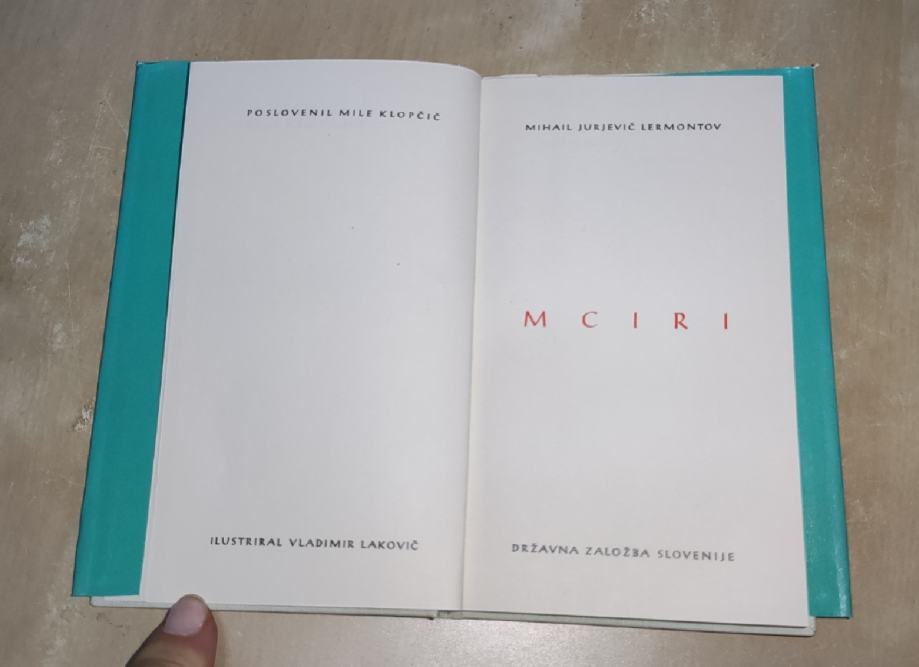 POSLOVENIL MILE KLOPČIČ
ILUSTRIRAL VLADIMIR LAKOVIČ
MIHAIL JURJEVIČ LERMONTOV
MCIRI
DRŽAVNA ZALOŽBA SLOVENIJE